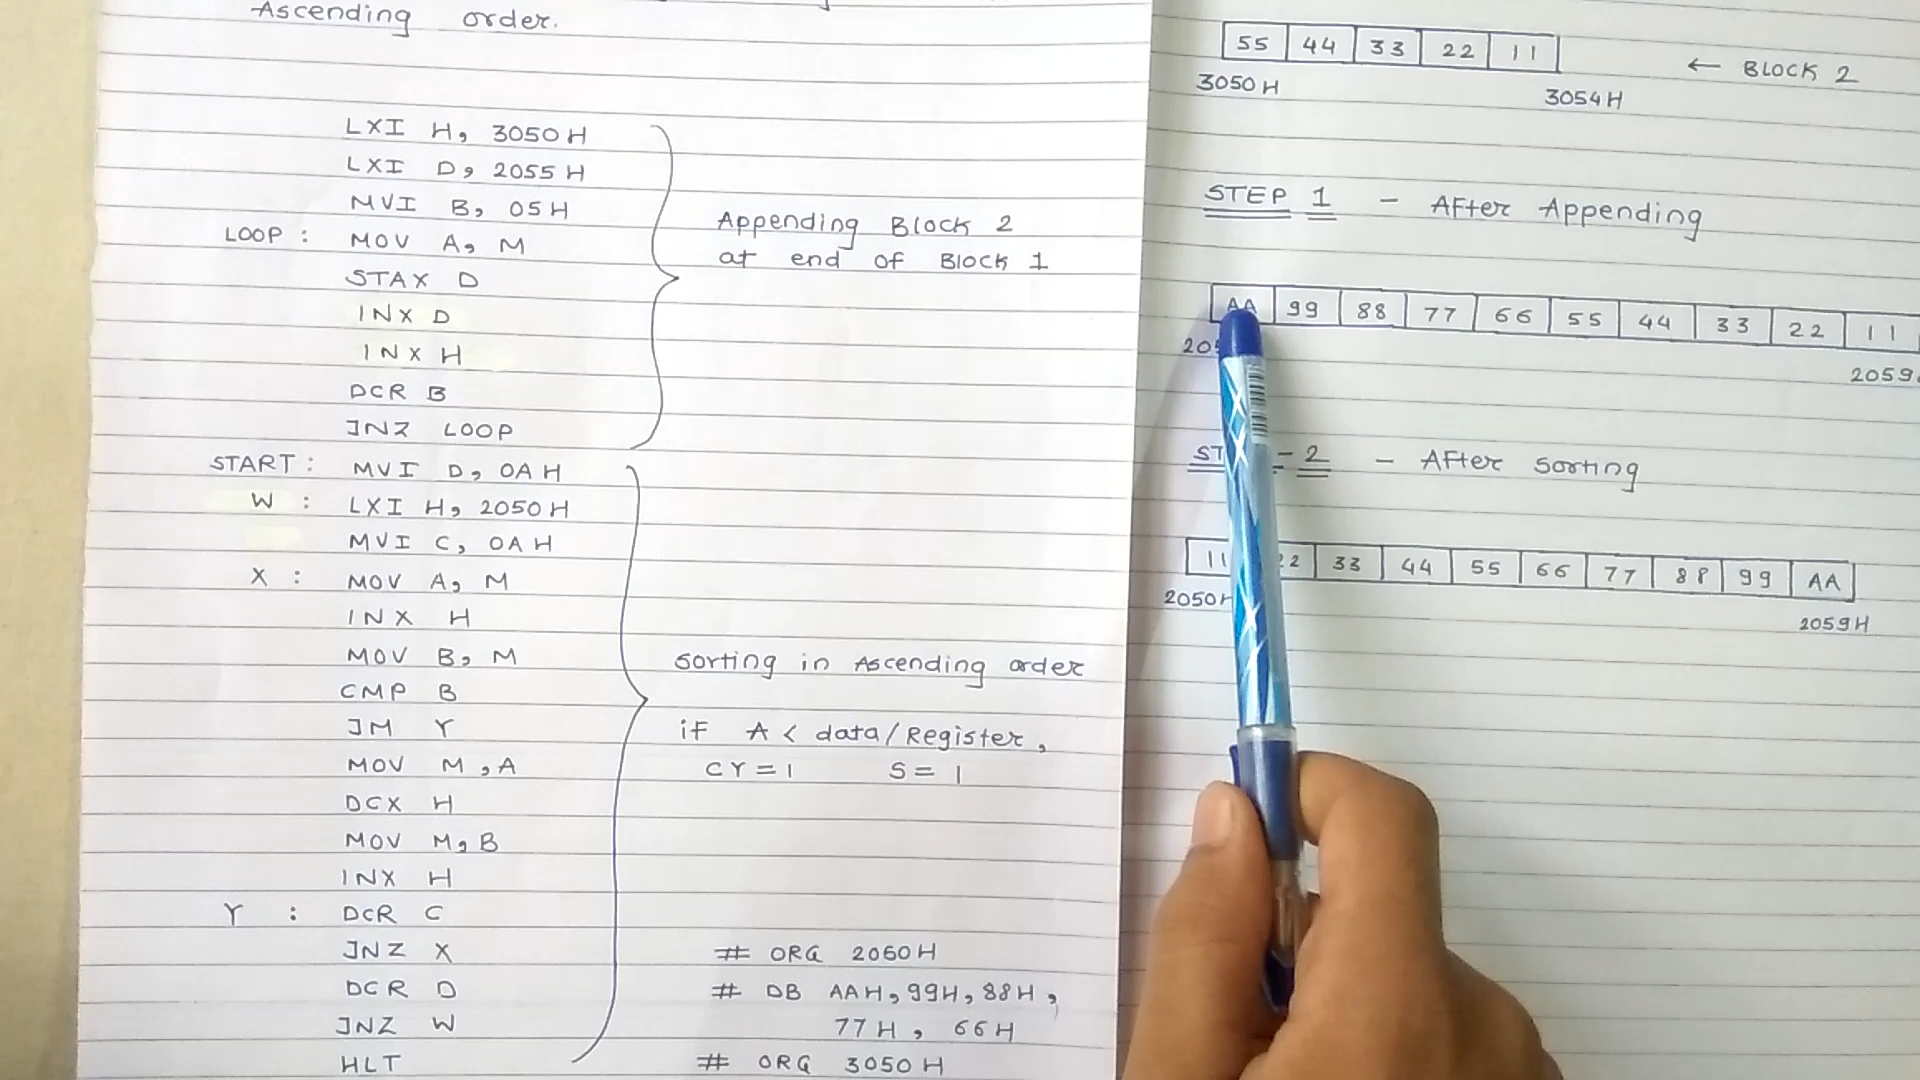 Ascending order.
LXI H, 3050H
LXI D, 2055H
MVI B, 05H
LOOP : MOV A, M
STAX D
INX D
INX H
DCR B
JNZ LOOP
Appending Block 2
at end of Block 1
START : MVI D, 0AH
W : LXI H, 2050H
MVI C, 0AH
X : MOV A, M
INX H
MOV B, M
CMP B
JM Y
MOV M, A
DCX H
MOV M, B
INX H
Y : DCR C
JNZ X
DCR D
JNZ W
HLT
Sorting in Ascending order
if A < data/Register,
CY=1 S=1
# ORG 2050H
# DB AAH, 99H, 88H,
77H, 66H
# ORG 3050H
55 44 33 22 11
← BLOCK 2
3050H 3054H
STEP 1 - After Appending
AA 99 88 77 66 55 44 33 22 11
2059
2 - After Sorting
11 33 44 55 66 77 88 99 AA
2050H 2059H